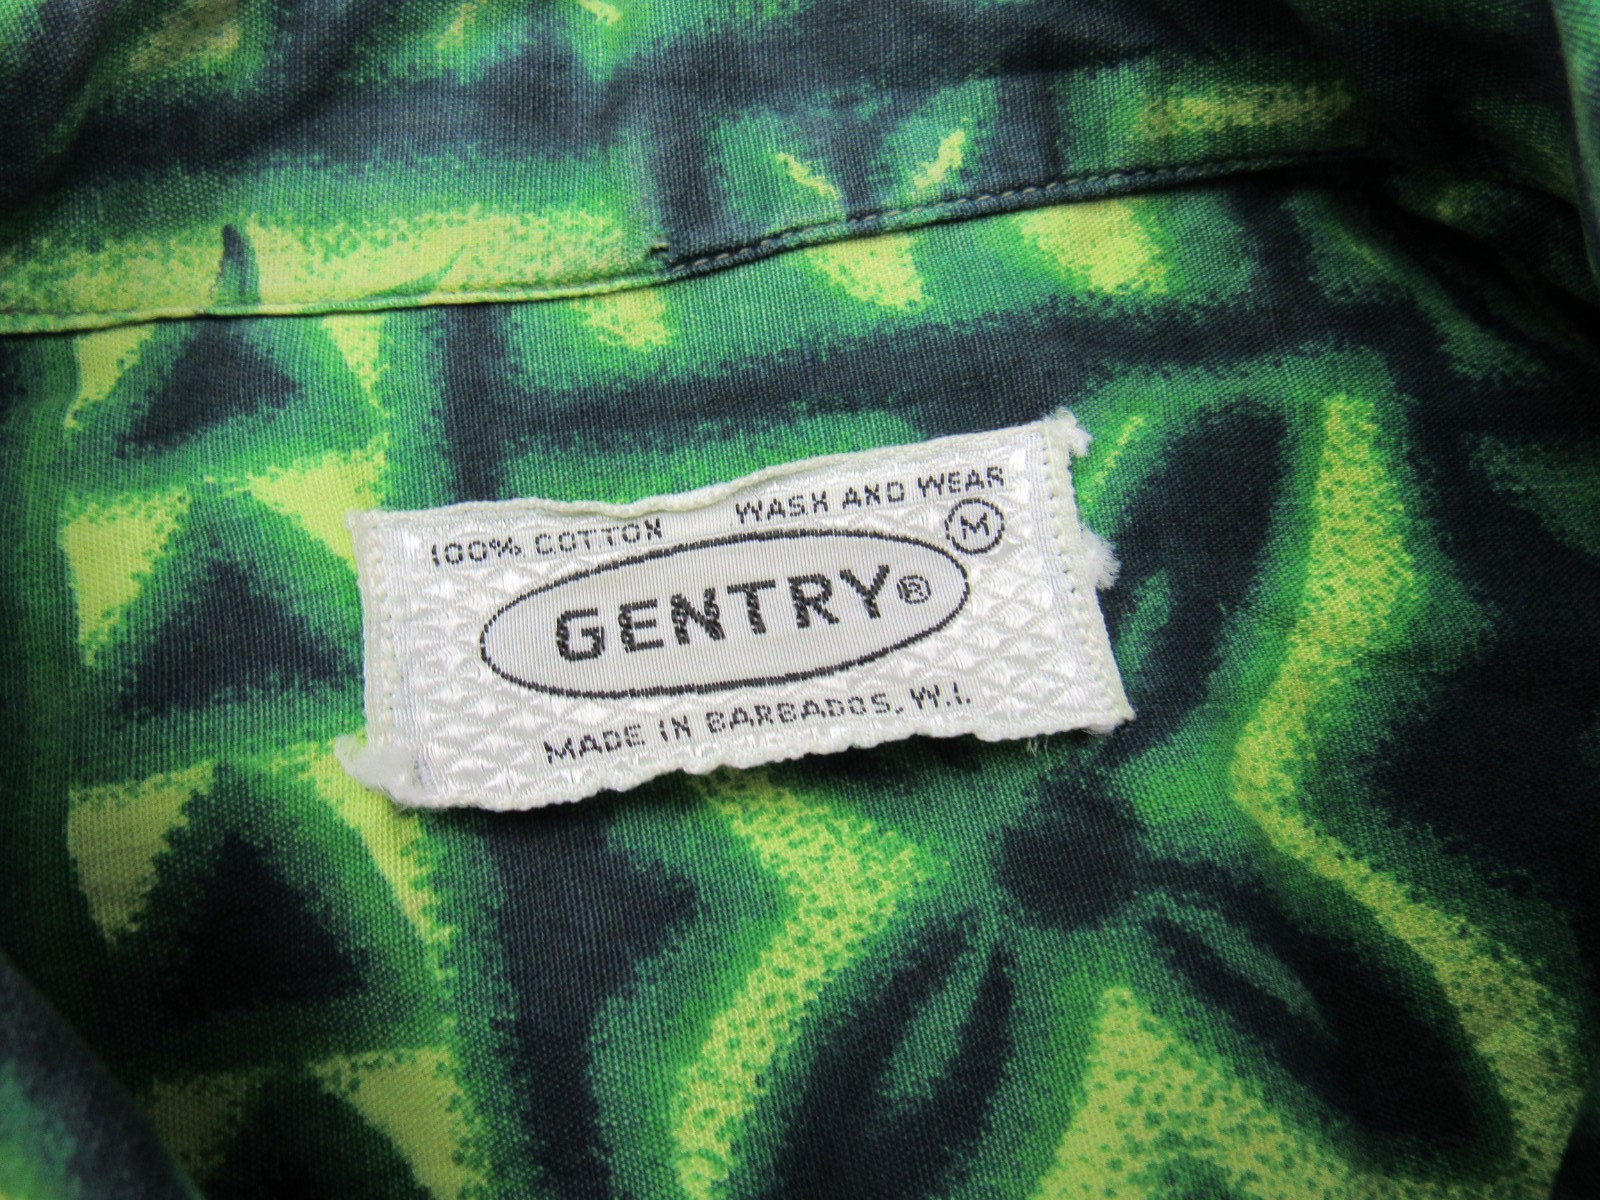 100% COTTON WASH AND WEAR
M
GENTRY®
MADE IN BARBADOS, W.I.